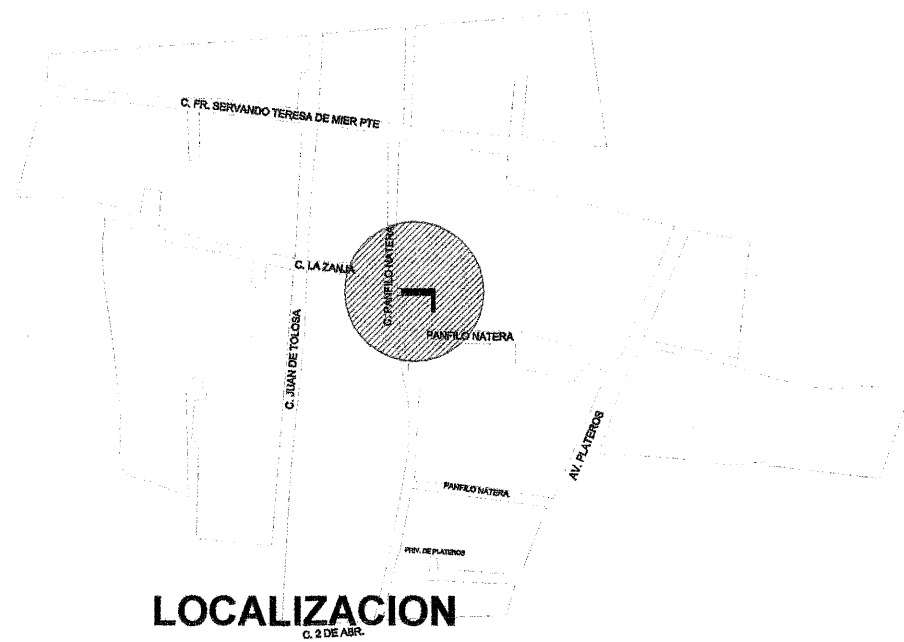 C. FR. SERVANDO TERESA DE MIER PTE
C. PANFILO NATERA
C. LA ZANJA
C. JUAN DE TOLOSA
PANFILO NATERA
AV. PLATEROS
PANFILO NATERA
PRIV. DE PLATEROS
LOCALIZACION
C. 2 DE ABR.